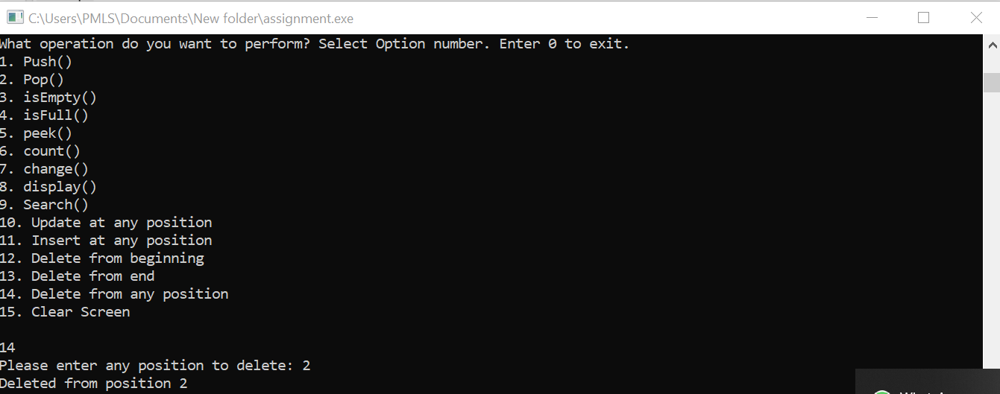 C:\Users\PMLS\Documents\New folder\assignment.exe
What operation do you want to perform? Select Option number. Enter 0 to exit.
1. Push()
2. Pop()
3. isEmpty()
4. isFull()
5. peek()
6. count()
7. change()
8. display()
9. Search()
10. Update at any position
11. Insert at any position
12. Delete from beginning
13. Delete from end
14. Delete from any position
15. Clear Screen
14
Please enter any position to delete: 2
Deleted from position 2